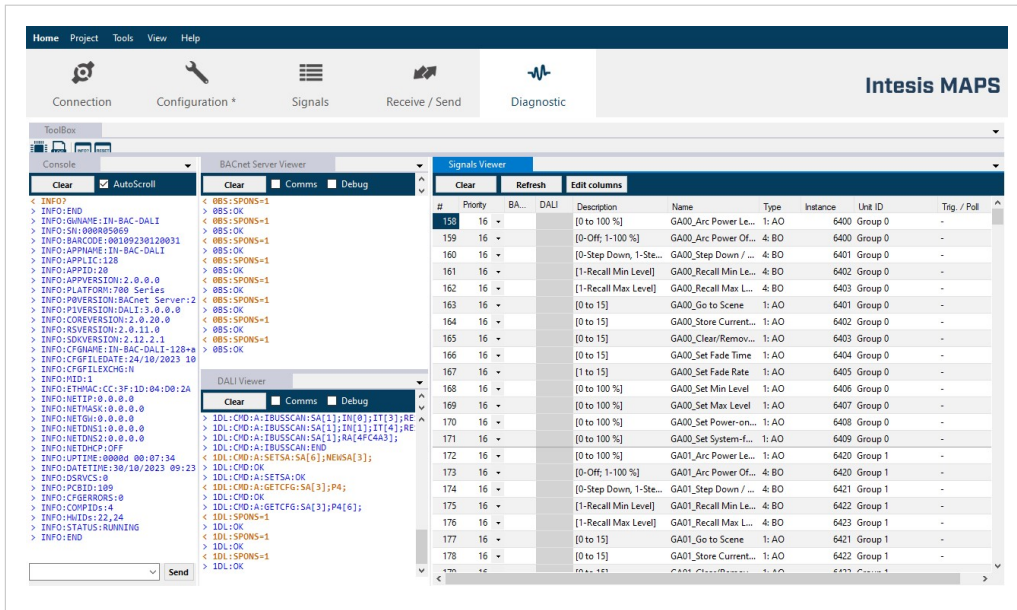 Home Project Tools View Help
Connection
Configuration *
Signals
Receive / Send
Diagnostic
Intesis MAPS
ToolBox
Console
Clear AutoScroll
< INFO?
> INFO:END
> INFO:GWNAME:IN-BAC-DALI
> INFO:SN:000R05069
> INFO:BARCODE:00109230120031
> INFO:APPNAME:IN-BAC-DALI
> INFO:APPLIC:128
> INFO:APPID:20
> INFO:APPVERSION:2.0.0.0
> INFO:PLATFORM:700 Series
> INFO:P0VERSION:BACnet Server:2
> INFO:P1VERSION:DALI:3.0.0.0
> INFO:COREVERSION:2.0.20.0
> INFO:RSVERSION:2.0.11.0
> INFO:SDKVERSION:2.12.2.1
> INFO:CFGNAME:IN-BAC-DALI-128+a
> INFO:CFGFILEDATE:24/10/2023 10
> INFO:CFGFILEXCHG:N
> INFO:MID:1
> INFO:ETHMAC:CC:3F:1D:04:D0:2A
> INFO:NETIP:0.0.0.0
> INFO:NETMASK:0.0.0.0
> INFO:NETGW:0.0.0.0
> INFO:NETDNS1:0.0.0.0
> INFO:NETDNS2:0.0.0.0
> INFO:NETDHCP:OFF
> INFO:UPTIME:0000d 00:07:34
> INFO:DATETIME:30/10/2023 09:23
> INFO:DSRVCS:0
> INFO:PCBID:109
> INFO:CFGERRORS:0
> INFO:COMPIDs:4
> INFO:HWIDs:22,24
> INFO:STATUS:RUNNING
> INFO:END
Send
BACnet Server Viewer
Clear Comms Debug
< 0BS:SPONS=1
> 0BS:OK
< 0BS:SPONS=1
> 0BS:OK
< 0BS:SPONS=1
> 0BS:OK
< 0BS:SPONS=1
> 0BS:OK
< 0BS:SPONS=1
> 0BS:OK
< 0BS:SPONS=1
> 0BS:OK
< 0BS:SPONS=1
> 0BS:OK
< 0BS:SPONS=1
> 0BS:OK
DALI Viewer
Clear Comms Debug
> 1DL:CMD:A:IBUSSCAN:SA[1];IN[0];IT[3];RE
> 1DL:CMD:A:IBUSSCAN:SA[1];IN[1];IT[4];RE
> 1DL:CMD:A:IBUSSCAN:SA[1];RA[4FC4A3];
> 1DL:CMD:A:IBUSSCAN:END
< 1DL:CMD:A:SETSA:SA[6];NEWSA[3];
> 1DL:CMD:OK
> 1DL:CMD:A:SETSA:OK
< 1DL:CMD:A:GETCFG:SA[3];P4;
> 1DL:CMD:OK
> 1DL:CMD:A:GETCFG:SA[3];P4[6];
< 1DL:SPONS=1
> 1DL:OK
< 1DL:SPONS=1
> 1DL:OK
< 1DL:SPONS=1
> 1DL:OK
Signals Viewer
Clear Refresh Edit columns
# Priority BA... DALI Description Name Type Instance Unit ID Trig. / Poll
158 16 [0 to 100 %] GA00_Arc Power Le... 1: AO 6400 Group 0 -
159 16 [0-Off; 1-100 %] GA00_Arc Power Of... 4: BO 6400 Group 0 -
160 16 [0-Step Down, 1-Ste... GA00_Step Down / ... 4: BO 6401 Group 0 -
161 16 [1-Recall Min Level] GA00_Recall Min Le... 4: BO 6402 Group 0 -
162 16 [1-Recall Max Level] GA00_Recall Max L... 4: BO 6403 Group 0 -
163 16 [0 to 15] GA00_Go to Scene 1: AO 6401 Group 0 -
164 16 [0 to 15] GA00_Store Current... 1: AO 6402 Group 0 -
165 16 [0 to 15] GA00_Clear/Remov... 1: AO 6403 Group 0 -
166 16 [0 to 15] GA00_Set Fade Time 1: AO 6404 Group 0 -
167 16 [1 to 15] GA00_Set Fade Rate 1: AO 6405 Group 0 -
168 16 [0 to 100 %] GA00_Set Min Level 1: AO 6406 Group 0 -
169 16 [0 to 100 %] GA00_Set Max Level 1: AO 6407 Group 0 -
170 16 [0 to 100 %] GA00_Set Power-on... 1: AO 6408 Group 0 -
171 16 [0 to 100 %] GA00_Set System-f... 1: AO 6409 Group 0 -
172 16 [0 to 100 %] GA01_Arc Power Le... 1: AO 6420 Group 1 -
173 16 [0-Off; 1-100 %] GA01_Arc Power Of... 4: BO 6420 Group 1 -
174 16 [0-Step Down, 1-Ste... GA01_Step Down / ... 4: BO 6421 Group 1 -
175 16 [1-Recall Min Level] GA01_Recall Min Le... 4: BO 6422 Group 1 -
176 16 [1-Recall Max Level] GA01_Recall Max L... 4: BO 6423 Group 1 -
177 16 [0 to 15] GA01_Go to Scene 1: AO 6421 Group 1 -
178 16 [0 to 15] GA01_Store Current... 1: AO 6422 Group 1 -